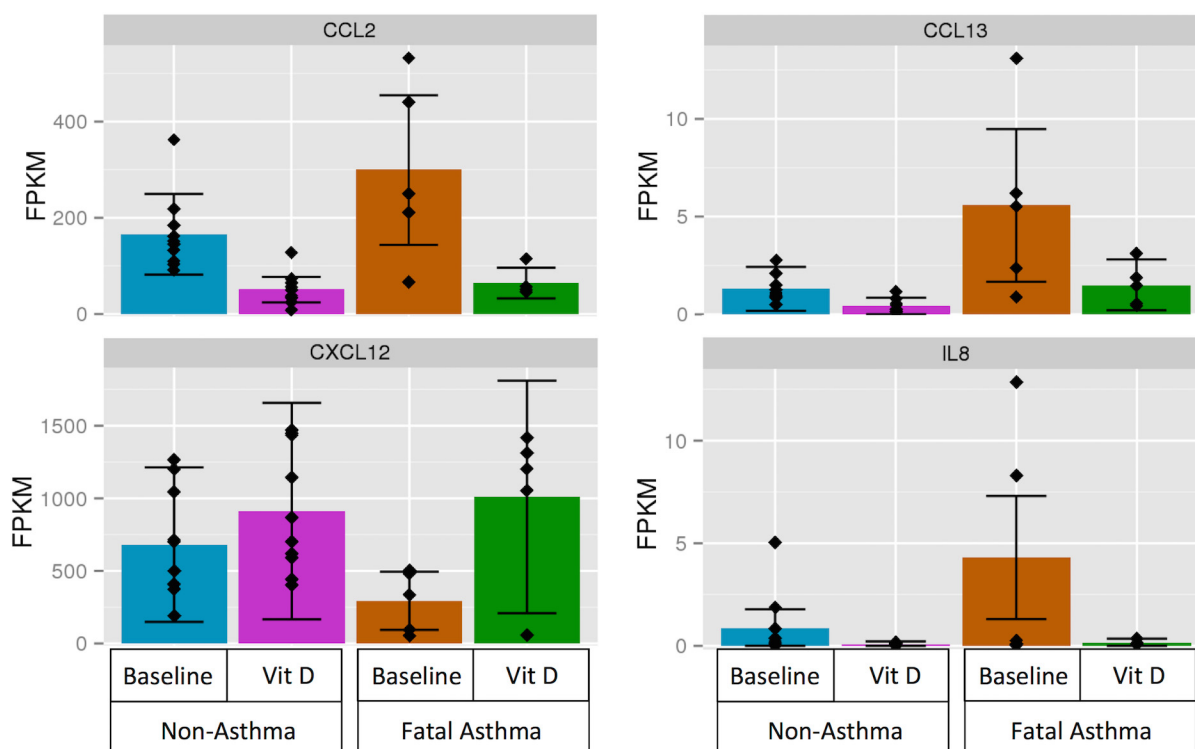 CCL2
FPKM
400
200
0
CCL13
FPKM
10
5
0
CXCL12
FPKM
1500
1000
500
0
IL8
FPKM
10
5
0
Baseline Vit D Baseline Vit D
Non-Asthma Fatal Asthma
Baseline Vit D Baseline Vit D
Non-Asthma Fatal Asthma